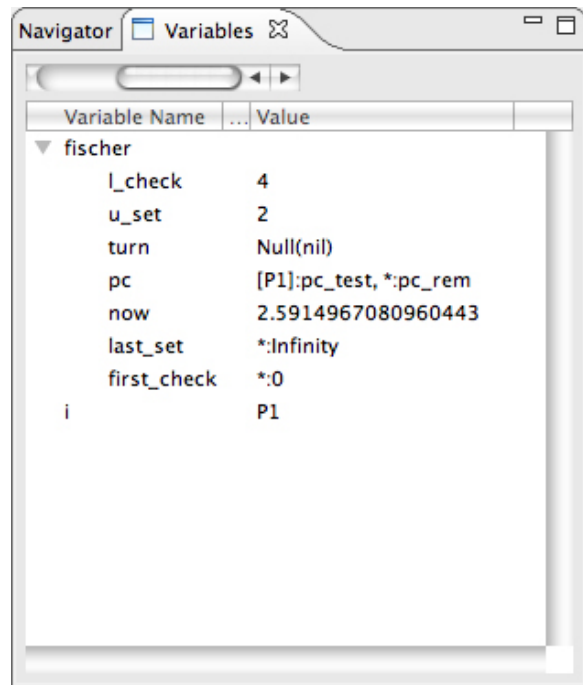 Navigator Variables
Variable Name ... Value
fischer
l_check 4
u_set 2
turn Null(nil)
pc [P1]:pc_test, *:pc_rem
now 2.5914967080960443
last_set *:Infinity
first_check *:0
i P1